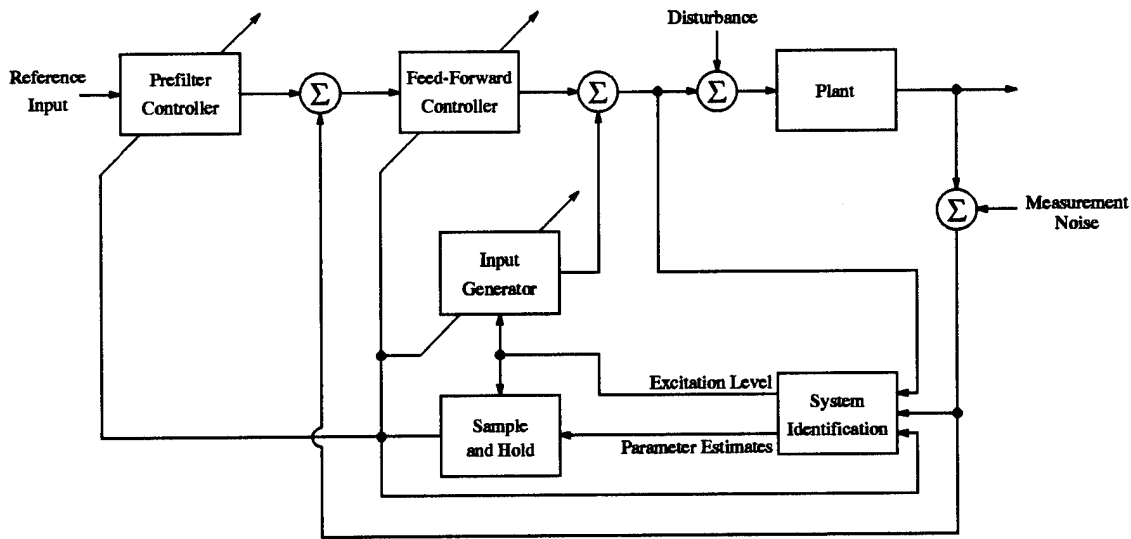 Disturbance
Reference
Input
Prefilter
Controller
Σ
Feed-Forward
Controller
Σ
Σ
Plant
Σ
Measurement
Noise
Input
Generator
Excitation Level
System
Identification
Sample
and Hold
Parameter Estimates